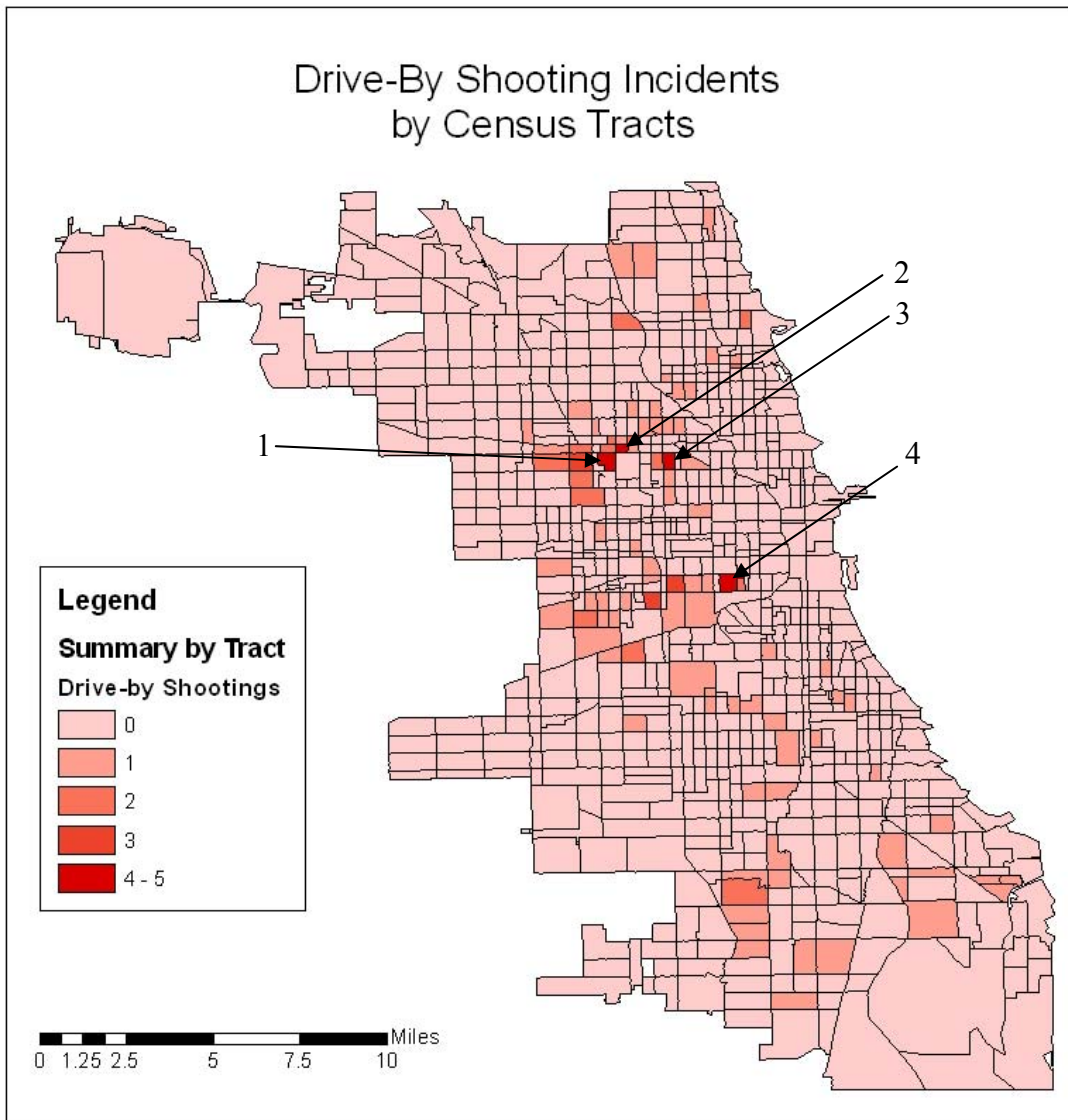 Drive-By Shooting Incidents
by Census Tracts
2
3
1
4
Legend
Summary by Tract
Drive-by Shootings
0
1
2
3
4 - 5
Miles
0 1.25 2.5 5 7.5 10